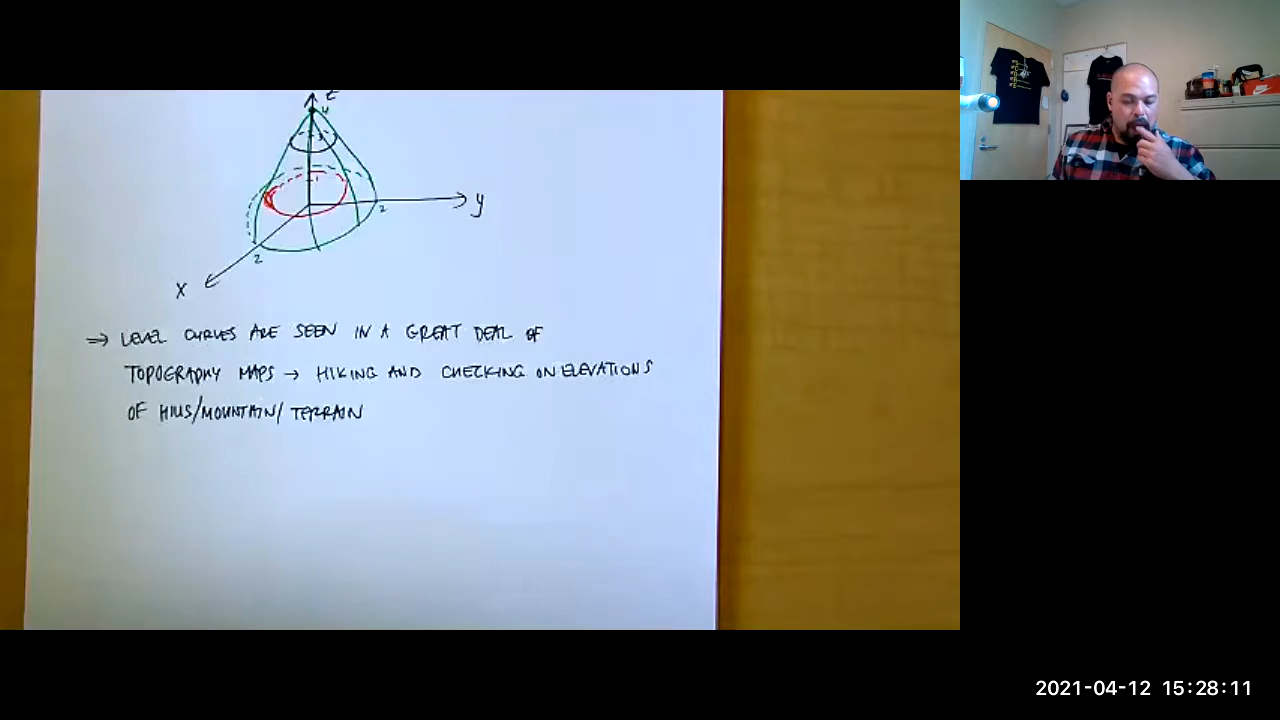 z
4
y
2
2
x
⇒ LEVEL CURVES ARE SEEN IN A GREAT DEAL OF
TOPOGRAPHY MAPS → HIKING AND CHECKING ON ELEVATIONS
OF HILLS/MOUNTAIN/ TERRAIN
2021-04-12 15:28:11